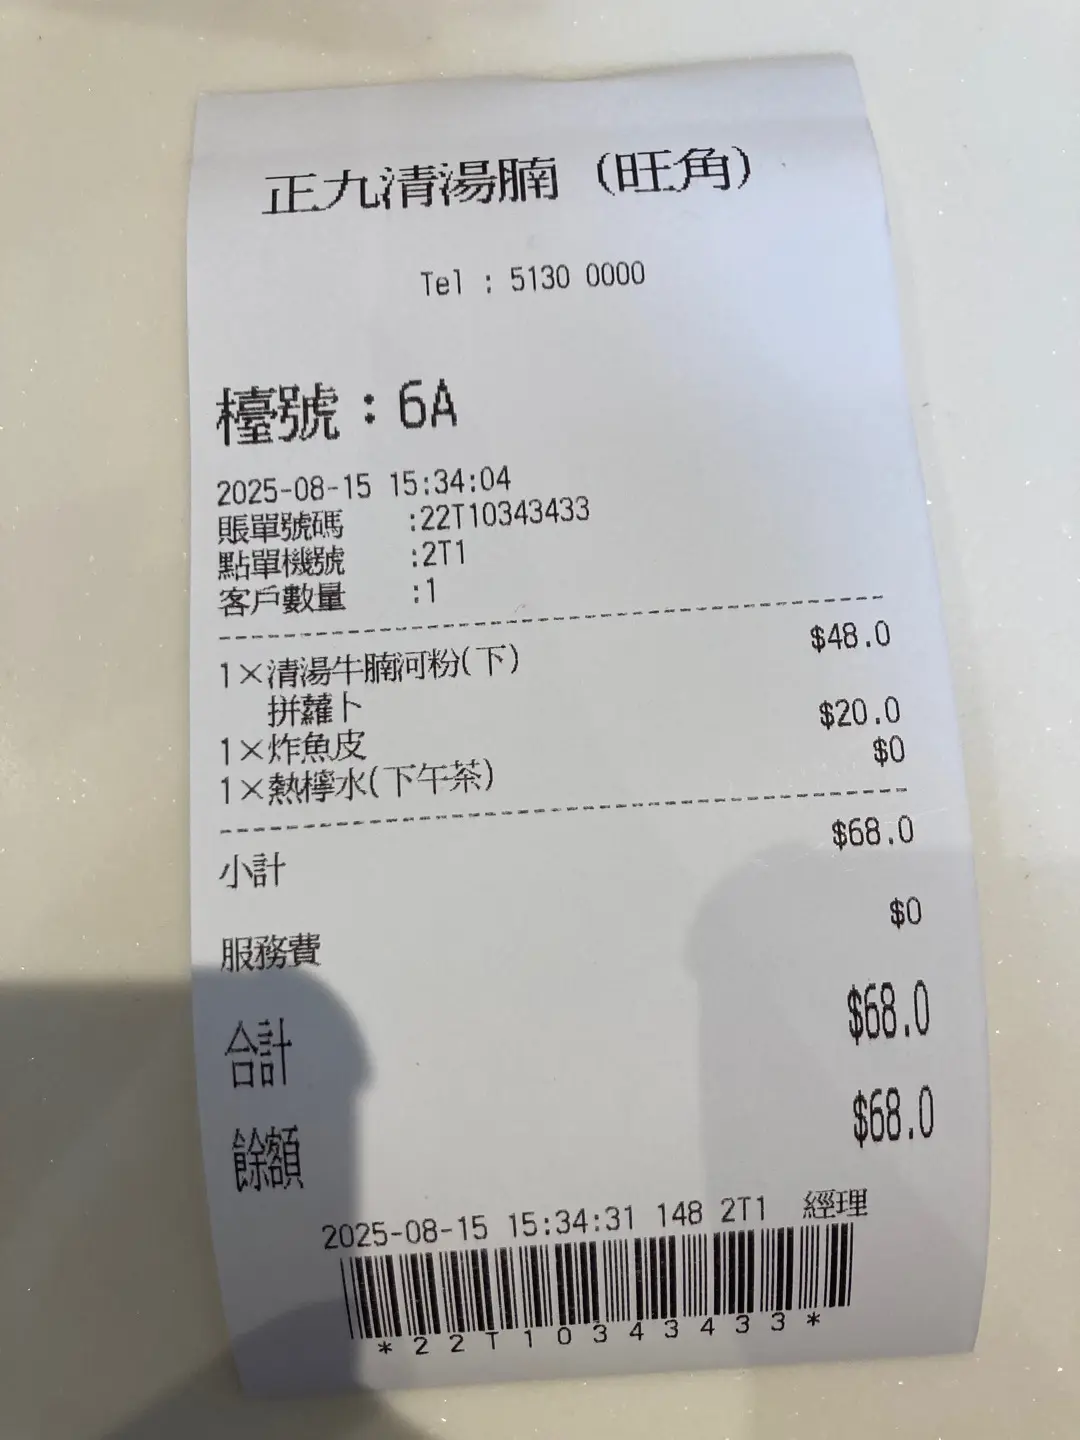 正九清湯腩（旺角）
Tel : 5130 0000
檯號：6A
2025-08-15 15:34:04
賬單號碼 :22T10343433
點單機號 :2T1
客戶數量 :1
1×清湯牛腩河粉(下) $48.0
拼蘿卜
1×炸魚皮 $20.0
1×熱檸水(下午茶) $0
小計 $68.0
服務費 $0
合計 $68.0
餘額 $68.0
2025-08-15 15:34:31 148 2T1 經理
*22T10343433*